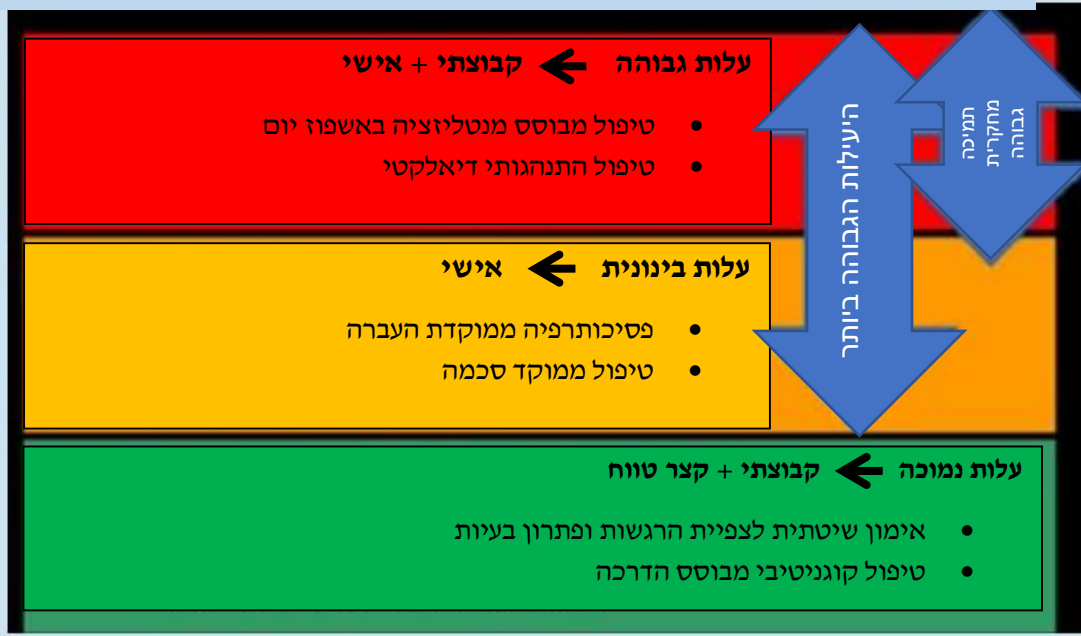 עלות גבוהה ← קבוצתי + אישי
• טיפול מבוסס מנטליזציה באשפוז יום
• טיפול התנהגותי דיאלקטי
עלות בינונית ← אישי
• פסיכותרפיה ממוקדת העברה
• טיפול ממוקד סכמה
עלות נמוכה ← קבוצתי + קצר טווח
• אימון שיטתית לצפיית הרגשות ופתרון בעיות
• טיפול קוגניטיבי מבוסס הדרכה
היעילות הגבוהה ביותר
תמיכה
מחקרית
גבוהה